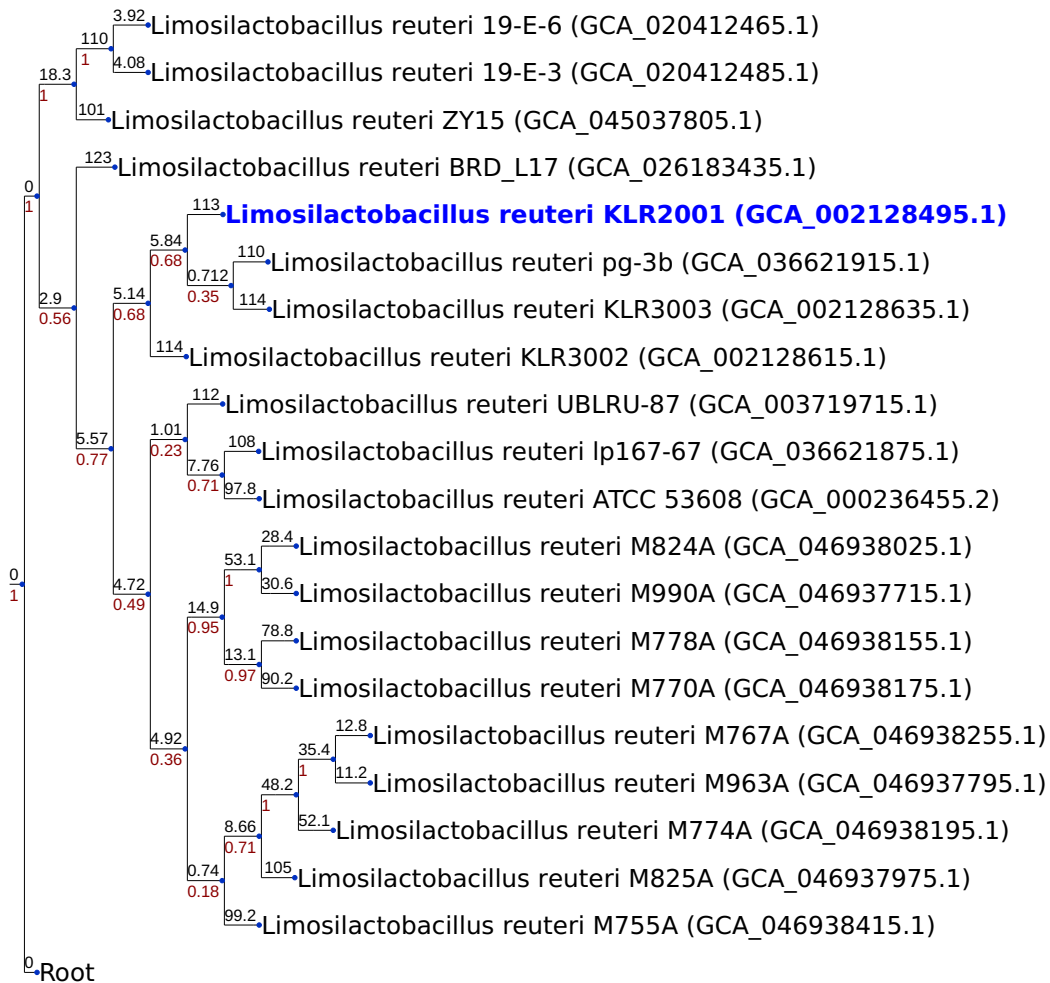 3.92 Limosilactobacillus reuteri 19-E-6 (GCA_020412465.1)
110
1
4.08 Limosilactobacillus reuteri 19-E-3 (GCA_020412485.1)
18.3
1
101 Limosilactobacillus reuteri ZY15 (GCA_045037805.1)
123 Limosilactobacillus reuteri BRD_L17 (GCA_026183435.1)
0
1
113 Limosilactobacillus reuteri KLR2001 (GCA_002128495.1)
5.84
0.68
110 Limosilactobacillus reuteri pg-3b (GCA_036621915.1)
0.712
0.35
2.9
0.56
5.14
0.68
114 Limosilactobacillus reuteri KLR3003 (GCA_002128635.1)
114 Limosilactobacillus reuteri KLR3002 (GCA_002128615.1)
112 Limosilactobacillus reuteri UBLRU-87 (GCA_003719715.1)
5.57
0.77
1.01
0.23
108 Limosilactobacillus reuteri lp167-67 (GCA_036621875.1)
7.76
0.71
97.8 Limosilactobacillus reuteri ATCC 53608 (GCA_000236455.2)
28.4 Limosilactobacillus reuteri M824A (GCA_046938025.1)
53.1
1
0
1
4.72
0.49
30.6 Limosilactobacillus reuteri M990A (GCA_046937715.1)
14.9
0.95
78.8 Limosilactobacillus reuteri M778A (GCA_046938155.1)
13.1
0.97
90.2 Limosilactobacillus reuteri M770A (GCA_046938175.1)
12.8 Limosilactobacillus reuteri M767A (GCA_046938255.1)
4.92
0.36
35.4
1
11.2 Limosilactobacillus reuteri M963A (GCA_046937795.1)
48.2
1
52.1 Limosilactobacillus reuteri M774A (GCA_046938195.1)
8.66
0.71
105 Limosilactobacillus reuteri M825A (GCA_046937975.1)
0.74
0.18
99.2 Limosilactobacillus reuteri M755A (GCA_046938415.1)
0 Root